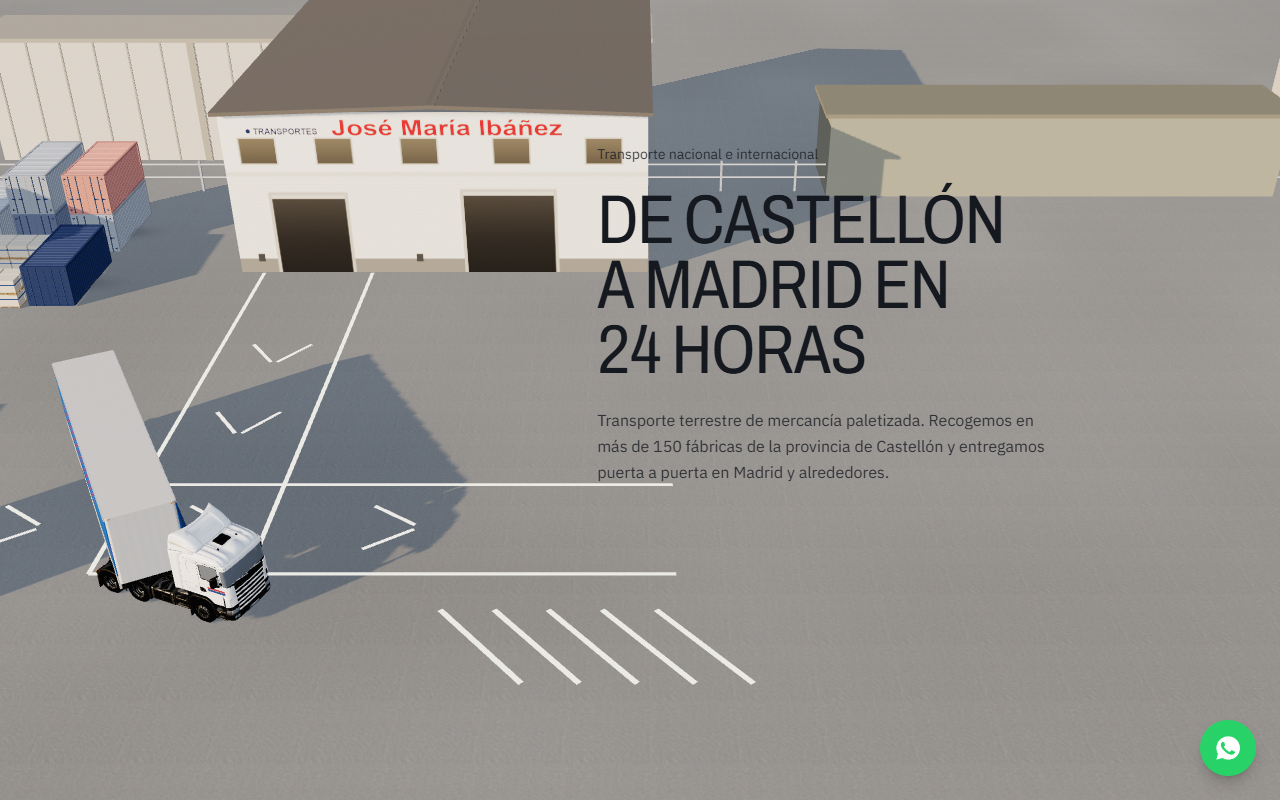 TRANSPORTES José María Ibáñez
Transporte nacional e internacional
DE CASTELLÓN
A MADRID EN
24 HORAS
Transporte terrestre de mercancía paletizada. Recogemos en
más de 150 fábricas de la provincia de Castellón y entregamos
puerta a puerta en Madrid y alrededores.